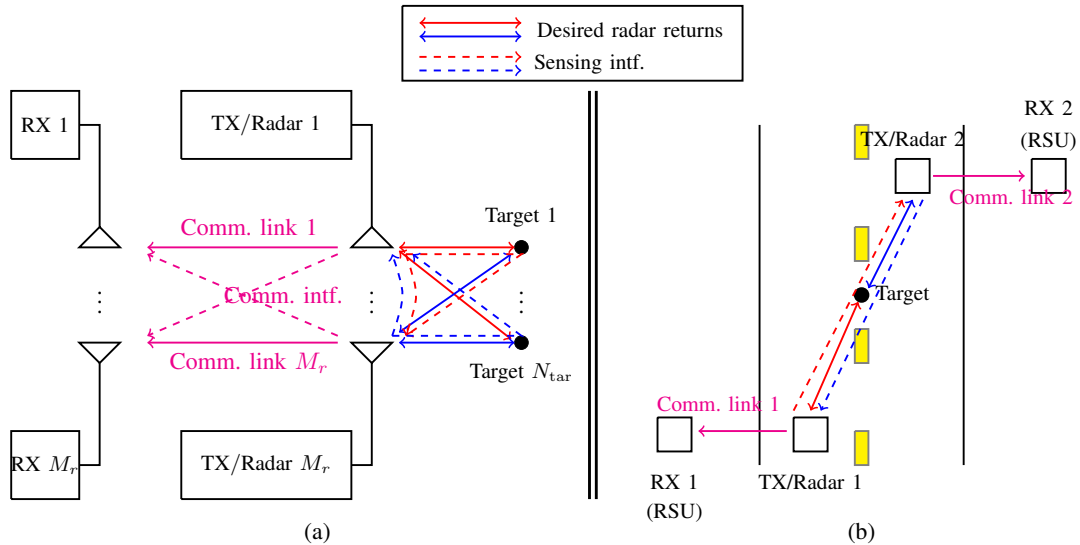 Desired radar returns
Sensing intf.
RX 1
TX/Radar 1
Comm. link 1
Target 1
Comm. intf.
Comm. link $M_r$
Target $N_{\mathrm{tar}}$
RX $M_r$
TX/Radar $M_r$
(a)
RX 2
(RSU)
TX/Radar 2
Comm. link 2
Target
Comm. link 1
RX 1
(RSU)
TX/Radar 1
(b)